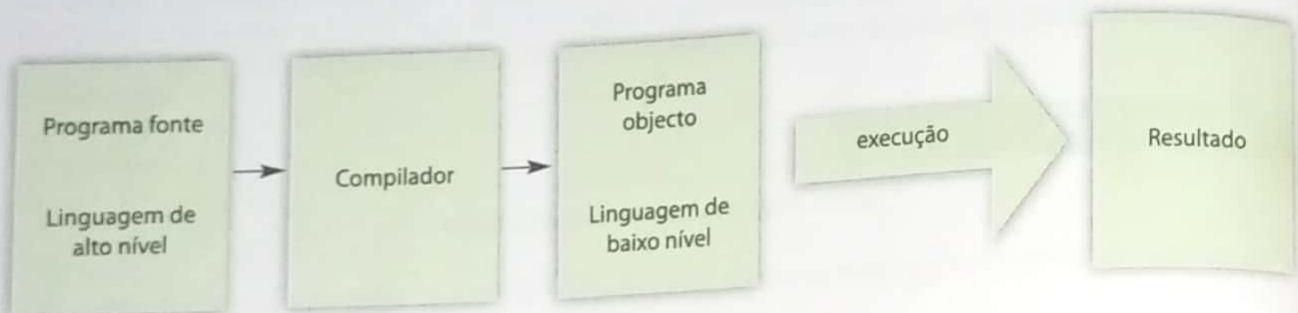 Programa fonte
Linguagem de
alto nível
Compilador
Programa
objecto
Linguagem de
baixo nível
execução
Resultado